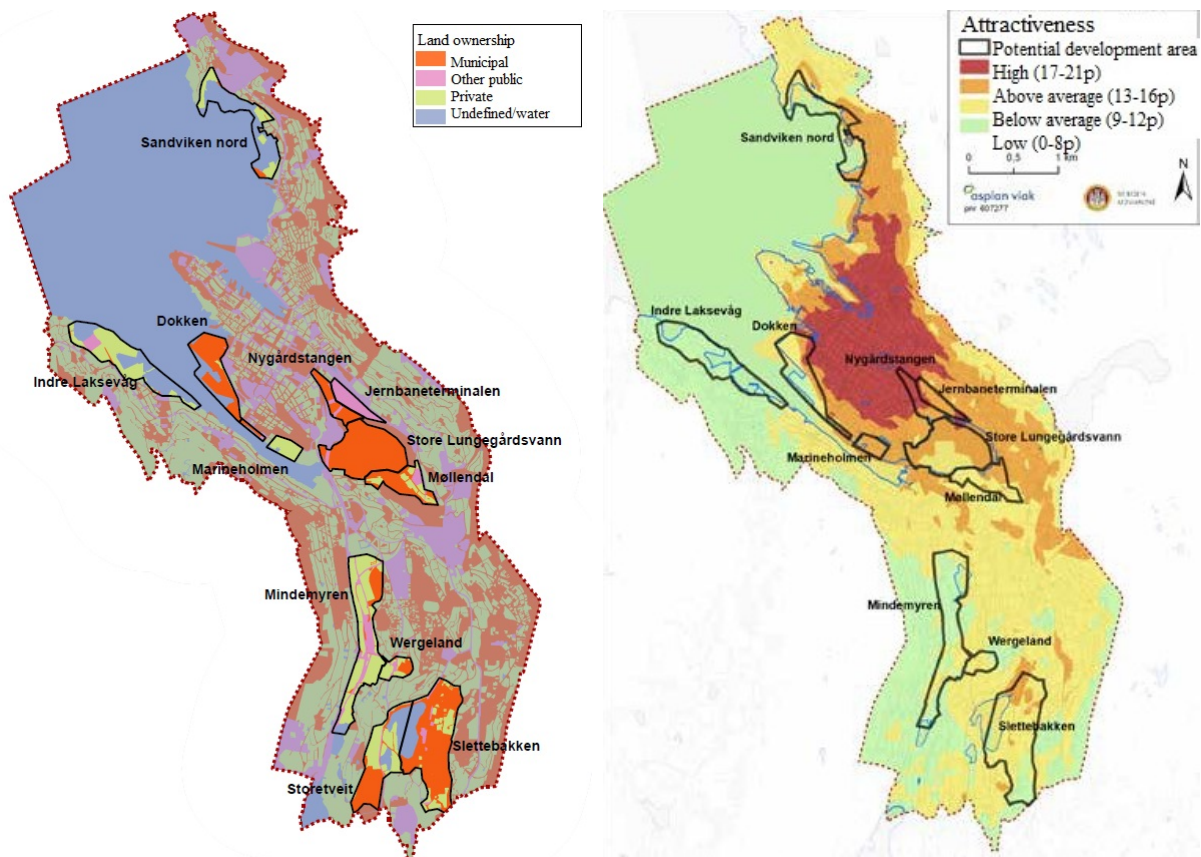 Land ownership
Municipal
Other public
Private
Undefined/water
Sandviken nord
Dokken
Nygårdstangen
Jernbaneterminalen
Indre Laksevåg
Store Lungegårdsvann
Marineholmen
Møllendal
Mindemyren
Wergeland
Slettebakken
Storetveit
Attractiveness
Potential development area
High (17-21p)
Above average (13-16p)
Below average (9-12p)
Low (0-8p)
0 0,5 1 km
N
asplan viak
pnr 607277
Sandviken nord
Indre Laksevåg
Dokken
Nygårdstangen
Jernbaneterminalen
Store Lungegårdsvann
Marineholmen
Møllendal
Mindemyren
Wergeland
Slettebakken